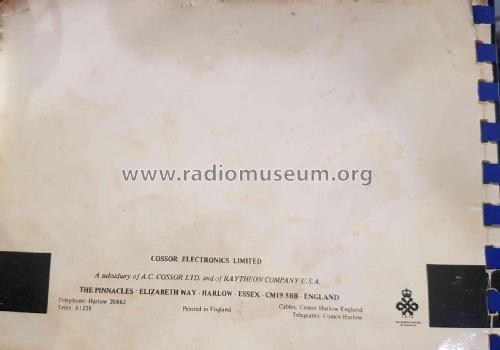 www.radiomuseum.org
COSSOR ELECTRONICS LIMITED
A subsidiary of A.C. COSSOR LTD. and of RAYTHEON COMPANY U.S.A.
THE PINNACLES · ELIZABETH WAY · HARLOW · ESSEX · CM19 5BB · ENGLAND
Telephone: Harlow 26862
Telex: 81228
Printed in England
Cables: Cossor Harlow England
Telegrams: Cossor Harlow